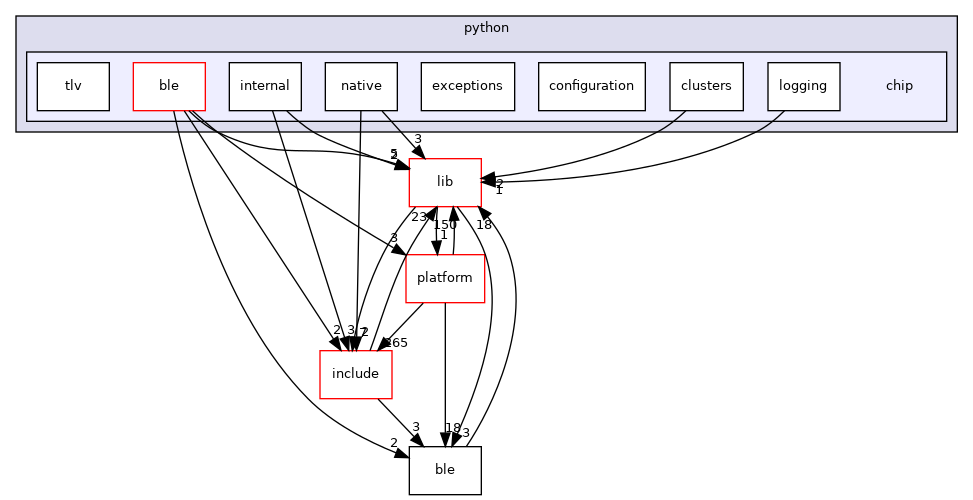 python
tlv
ble
internal
native
exceptions
configuration
clusters
logging
chip
3
5
2
lib
2
1
23
150
18
3
1
platform
2
3
2
265
include
3
18
3
2
ble